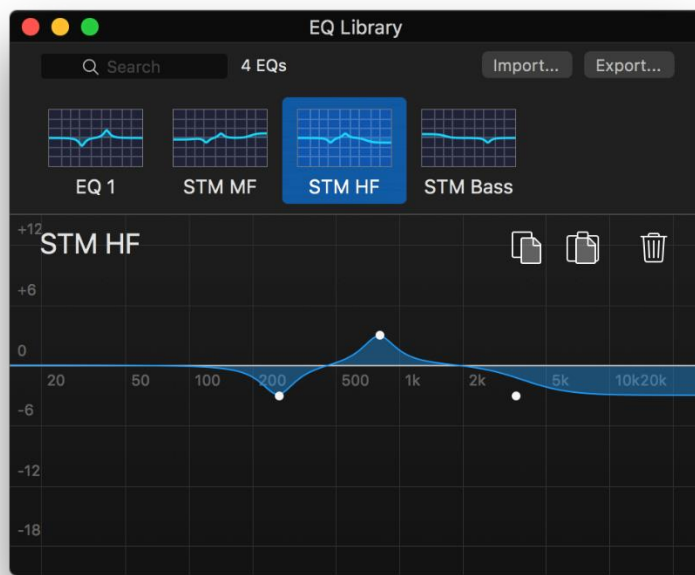 EQ Library
Search
4 EQs
Import...
Export...
EQ 1
STM MF
STM HF
STM Bass
+12
STM HF
+6
0
20 50 100 200 500 1k 2k 5k 10k20k
-6
-12
-18